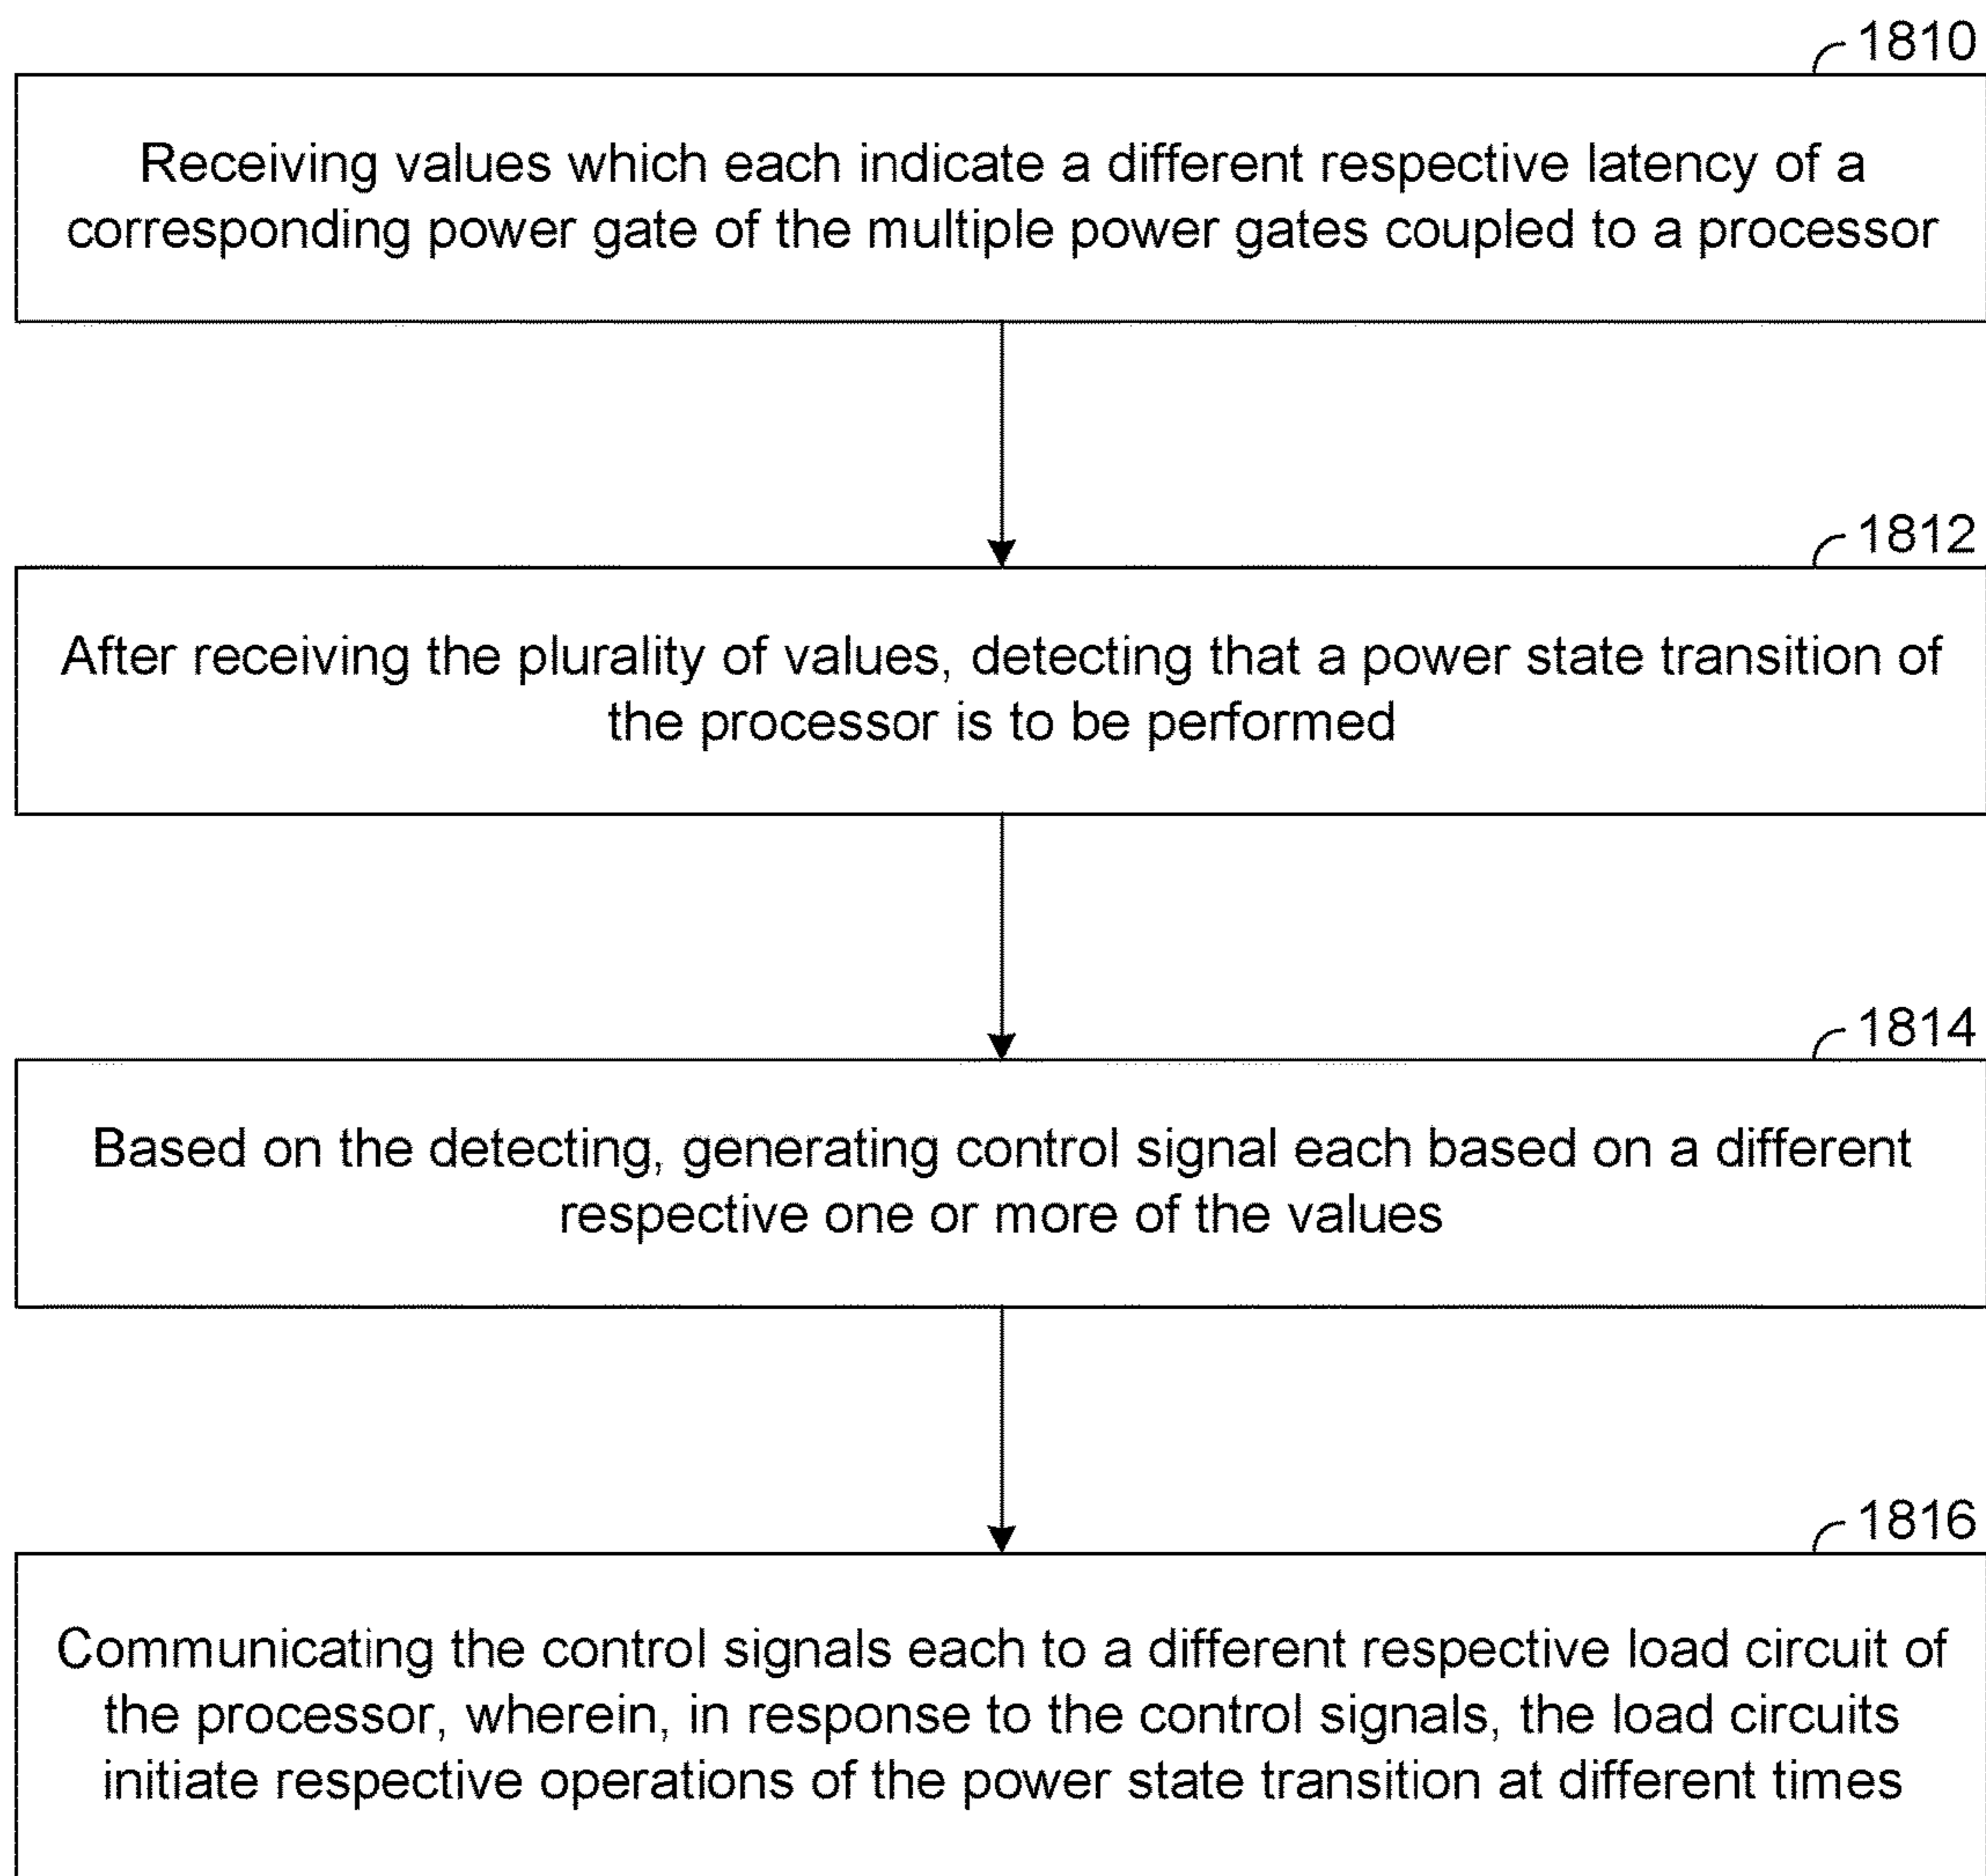 1810
Receiving values which each indicate a different respective latency of a
corresponding power gate of the multiple power gates coupled to a processor
1812
After receiving the plurality of values, detecting that a power state transition of
the processor is to be performed
1814
Based on the detecting, generating control signal each based on a different
respective one or more of the values
1816
Communicating the control signals each to a different respective load circuit of
the processor, wherein, in response to the control signals, the load circuits
initiate respective operations of the power state transition at different times